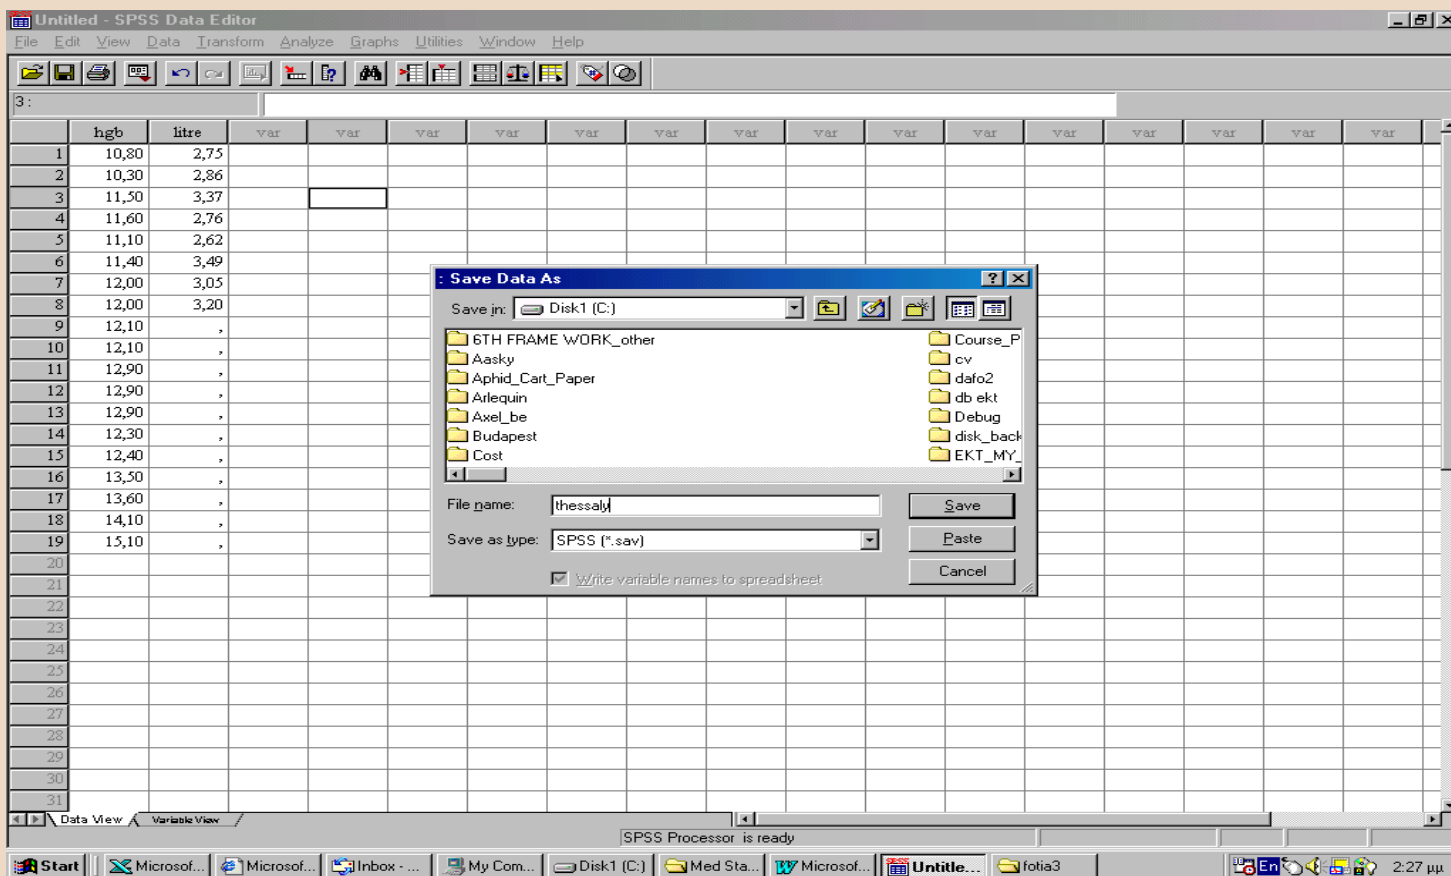 Untitled - SPSS Data Editor
File Edit View Data Transform Analyze Graphs Utilities Window Help
3 :
hgb litre var var var var var var var var var var var var var var var
1 10,80 2,75
2 10,30 2,86
3 11,50 3,37
4 11,60 2,76
5 11,10 2,62
6 11,40 3,49
7 12,00 3,05
8 12,00 3,20
9 12,10 ,
10 12,10 ,
11 12,90 ,
12 12,90 ,
13 12,90 ,
14 12,30 ,
15 12,40 ,
16 13,50 ,
17 13,60 ,
18 14,10 ,
19 15,10 ,
20
21
22
23
24
25
26
27
28
29
30
31
: Save Data As
Save in: Disk1 (C:)
6TH FRAME WORK_other Course_P
Aasky cv
Aphid_Cart_Paper dafo2
Arlequin db ekt
Axel_be Debug
Budapest disk_back
Cost EKT_MY_
File name: thessaly Save
Save as type: SPSS (*.sav) Paste
Write variable names to spreadsheet Cancel
Data View Variable View
SPSS Processor is ready
Start Microsof... Microsof... Inbox - ... My Com... Disk1 (C:) Med Sta... Microsof... Untitle... fotia3 En 2:27 μμ